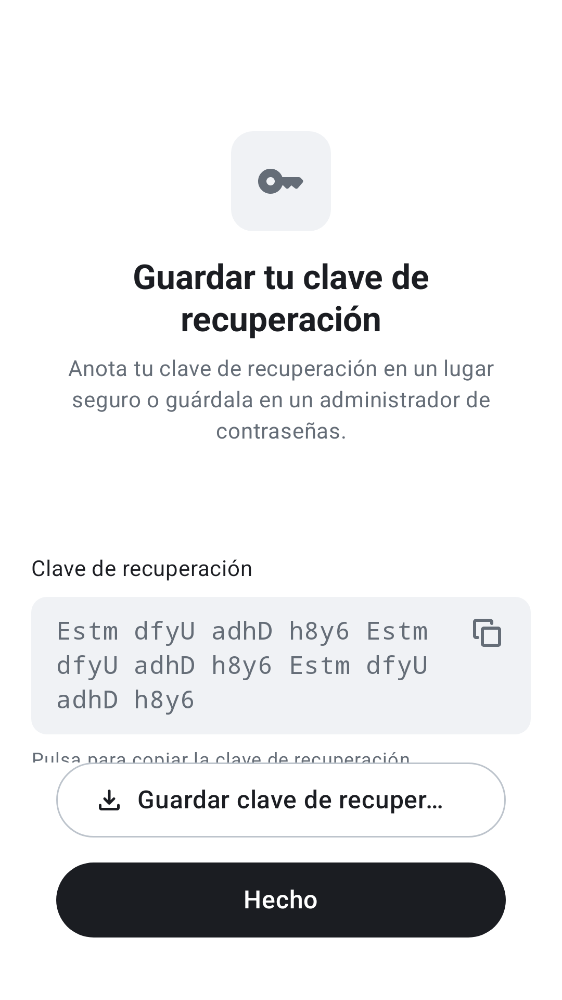 Guardar tu clave de
recuperación
Anota tu clave de recuperación en un lugar
seguro o guárdala en un administrador de
contraseñas.
Clave de recuperación
Estm dfyU adhD h8y6 Estm
dfyU adhD h8y6 Estm dfyU
adhD h8y6
Pulsa para copiar la clave de recuperación
Guardar clave de recuper…
Hecho